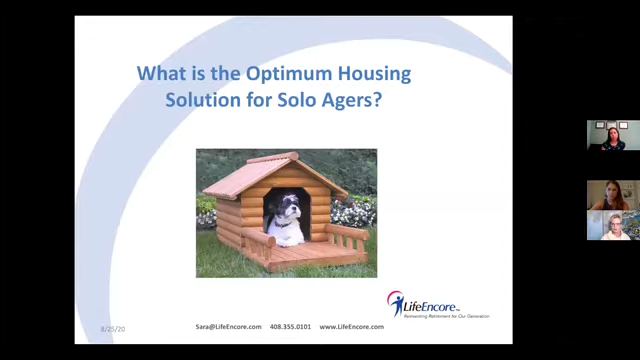 What is the Optimum Housing
Solution for Solo Agers?
LifeEncore
Reinventing Retirement for Our Generation
8/25/20
Sara@LifeEncore.com 408.355.0101 www.LifeEncore.com